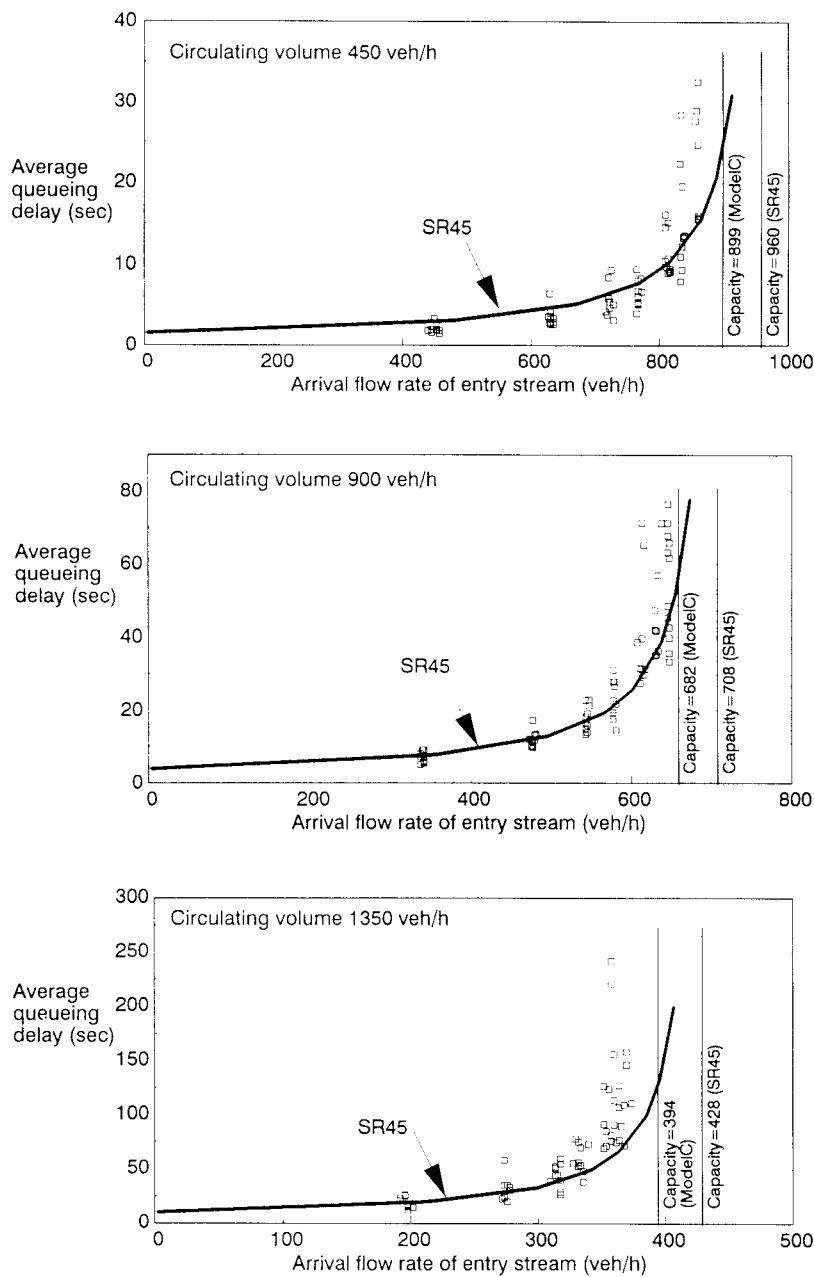 40
30
20
10
0
Circulating volume 450 veh/h
Average
queueing
delay (sec)
SR45
Capacity=899 (ModelC)
Capacity=960 (SR45)
0 200 400 600 800 1000
Arrival flow rate of entry stream (veh/h)
80
60
40
20
0
Circulating volume 900 veh/h
Average
queueing
delay (sec)
SR45
Capacity=682 (ModelC)
Capacity=708 (SR45)
0 200 400 600 800
Arrival flow rate of entry stream (veh/h)
300
250
200
150
100
50
0
Circulating volume 1350 veh/h
Average
queueing
delay (sec)
SR45
Capacity=394
(ModelC)
Capacity=428 (SR45)
0 100 200 300 400 500
Arrival flow rate of entry stream (veh/h)